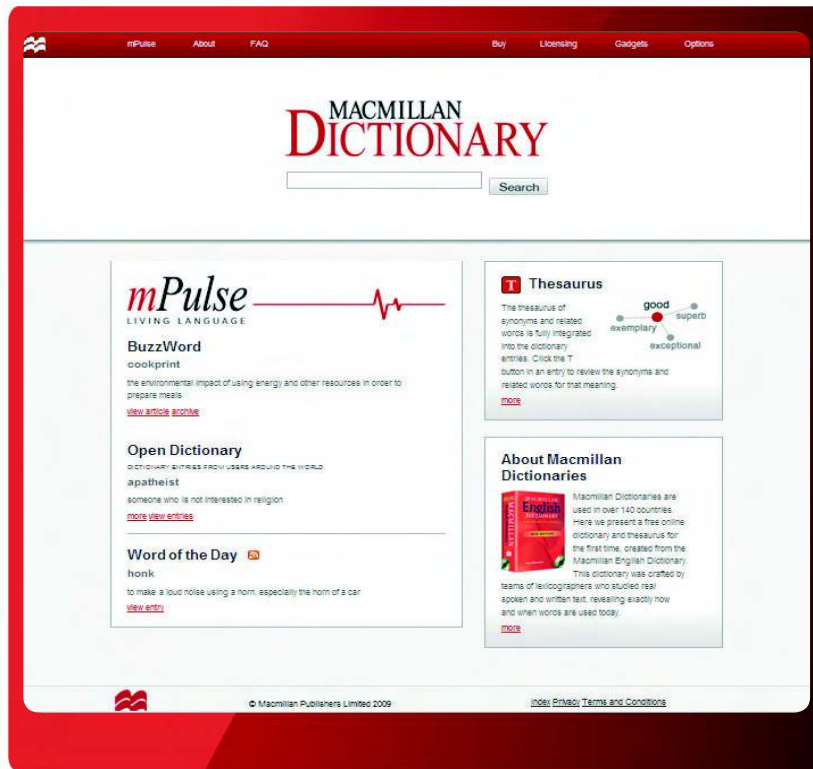 mPulse About FAQ Buy Licensing Gadgets Options
MACMILLAN
DICTIONARY
Search
mPulse
LIVING LANGUAGE
BuzzWord
cookprint
the environmental impact of using energy and other resources in order to
prepare meals
view article archive
Open Dictionary
DICTIONARY ENTRIES FROM USERS AROUND THE WORLD
apatheist
someone who is not interested in religion
more view entries
Word of the Day
honk
to make a loud noise using a horn, especially the horn of a car
view entry
T Thesaurus
The thesaurus of
synonyms and related
words is fully integrated
into the dictionary
entries. Click the T
button in an entry to review the synonyms and
related words for that meaning.
more
good
superb
exemplary
exceptional
About Macmillan
Dictionaries
MACMILLAN
English
DICTIONARY
MACMILLAN
Macmillan Dictionaries are
used in over 140 countries.
Here we present a free online
dictionary and thesaurus for
the first time, created from the
Macmillan English Dictionary.
This dictionary was crafted by
teams of lexicographers who studied real
spoken and written text, revealing exactly how
and when words are used today.
more
© Macmillan Publishers Limited 2009
Index Privacy Terms and Conditions